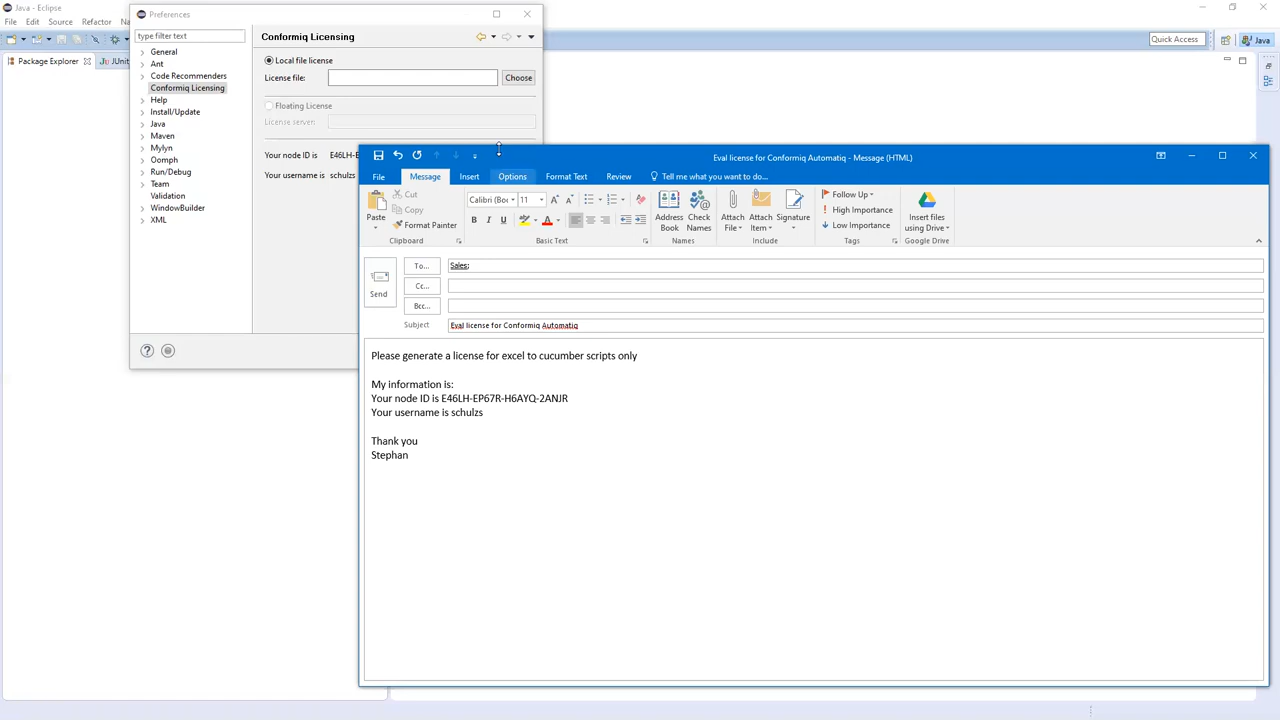 Java - Eclipse
File Edit Source Refactor
Quick Access
Java
Package Explorer
Preferences
type filter text
General
Ant
Code Recommenders
Conformiq Licensing
Help
Install/Update
Java
Maven
Mylyn
Oomph
Run/Debug
Team
Validation
WindowBuilder
XML
Conformiq Licensing
Local file license
License file:
Choose
Floating License
License server:
Your node ID is E46LH-E
Your username is schulzs
Eval license for Conformiq Automatiq - Message (HTML)
File Message Insert Options Format Text Review Tell me what you want to do...
Paste
Cut
Copy
Format Painter
Clipboard
Calibri (Boc 11
B I U
Basic Text
Address Book
Check Names
Names
Attach File
Attach Item
Signature
Include
Follow Up
High Importance
Low Importance
Tags
Insert files using Drive
Google Drive
Send
To...
Sales;
Cc...
Bcc...
Subject
Eval license for Conformiq Automatiq
Please generate a license for excel to cucumber scripts only
My information is:
Your node ID is E46LH-EP67R-H6AYQ-2ANJR
Your username is schulzs
Thank you
Stephan